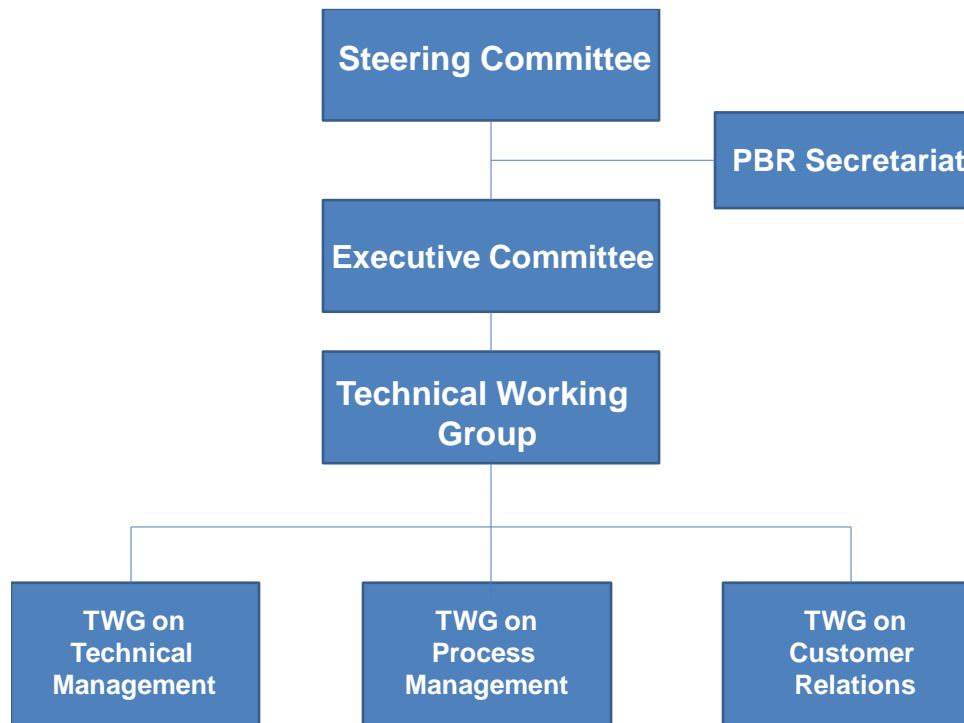 Steering Committee
PBR Secretariat
Executive Committee
Technical Working
Group
TWG on
Technical
Management
TWG on
Process
Management
TWG on
Customer
Relations